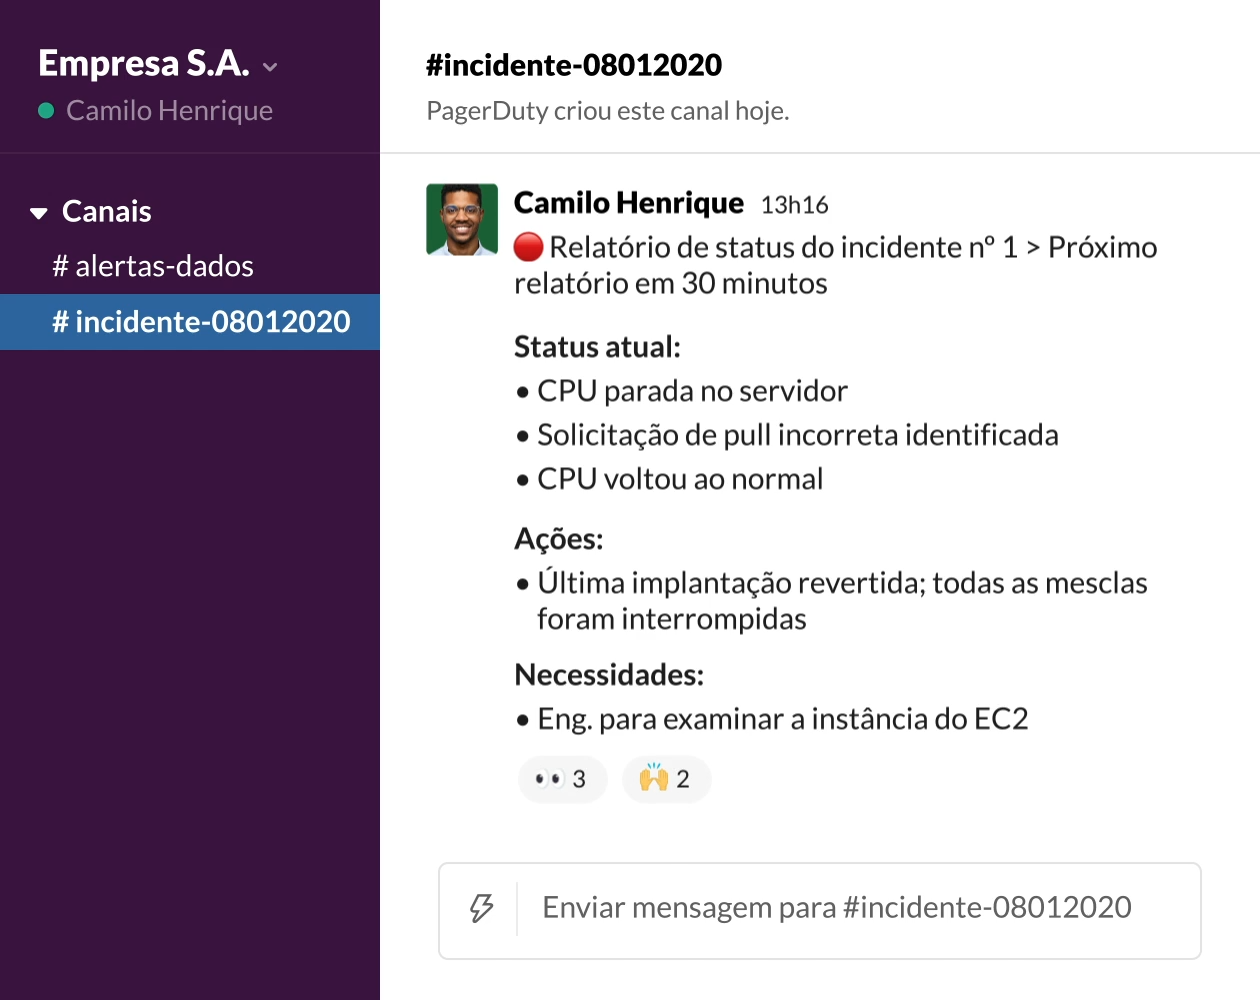 Empresa S.A.
Camilo Henrique
Canais
# alertas-dados
# incidente-08012020
#incidente-08012020
PagerDuty criou este canal hoje.
Camilo Henrique 13h16
🔴 Relatório de status do incidente nº 1 > Próximo
relatório em 30 minutos
Status atual:
• CPU parada no servidor
• Solicitação de pull incorreta identificada
• CPU voltou ao normal
Ações:
• Última implantação revertida; todas as mesclas
foram interrompidas
Necessidades:
• Eng. para examinar a instância do EC2
👀 3 🙌 2
Enviar mensagem para #incidente-08012020